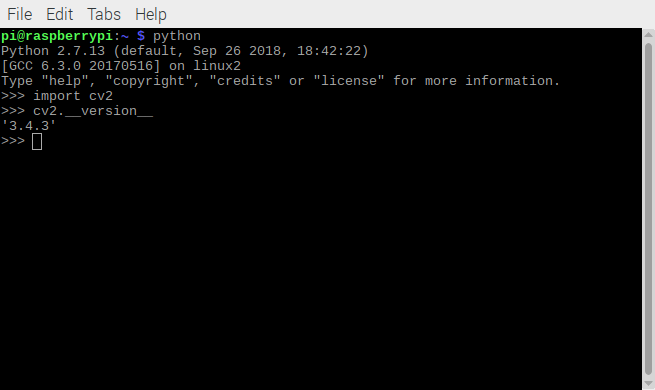 File Edit Tabs Help
pi@raspberrypi:~ $ python
Python 2.7.13 (default, Sep 26 2018, 18:42:22)
[GCC 6.3.0 20170516] on linux2
Type "help", "copyright", "credits" or "license" for more information.
>>> import cv2
>>> cv2.__version__
'3.4.3'
>>>